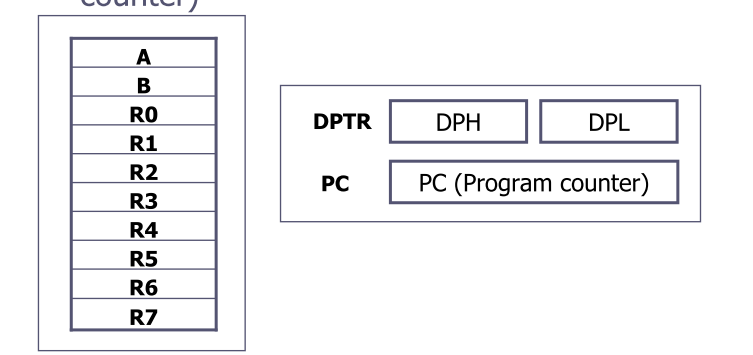 counter)
A
B
R0
R1
R2
R3
R4
R5
R6
R7
DPTR DPH DPL
PC PC (Program counter)